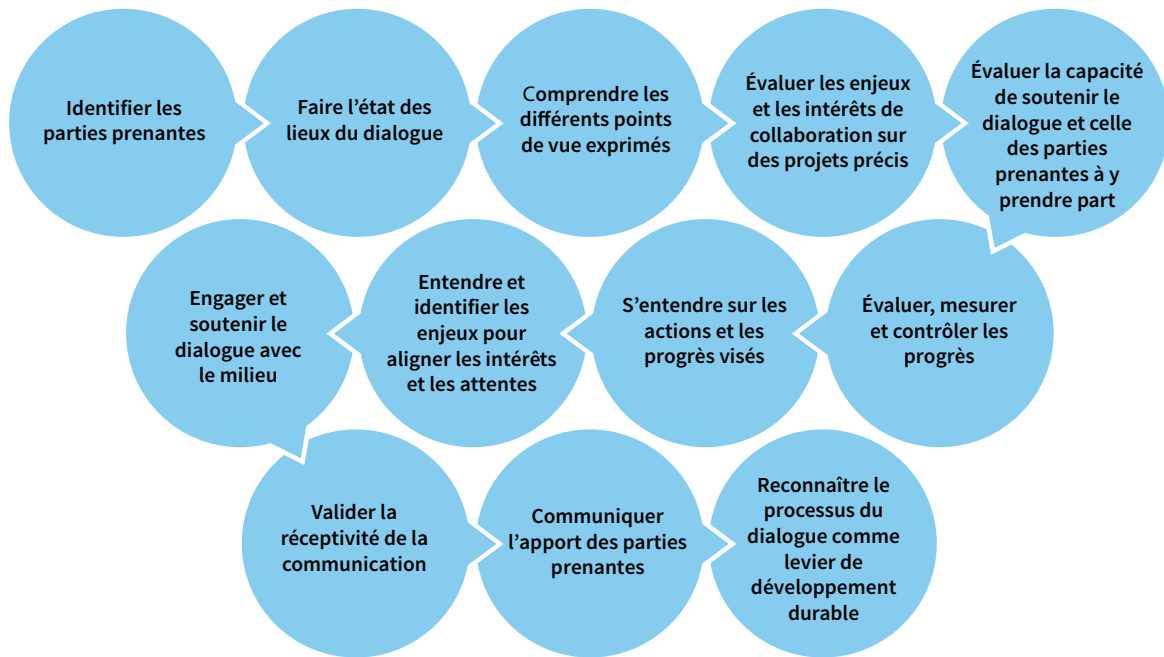 Identifier les
parties prenantes
Faire l’état des
lieux du dialogue
Comprendre les
différents points
de vue exprimés
Évaluer les enjeux
et les intérêts de
collaboration sur
des projets précis
Évaluer la capacité
de soutenir le
dialogue et celle
des parties
prenantes à y
prendre part
Évaluer, mesurer
et contrôler les
progrès
S’entendre sur les
actions et les
progrès visés
Entendre et
identifier les
enjeux pour
aligner les intérêts
et les attentes
Engager et
soutenir le
dialogue avec
le milieu
Valider la
réceptivité de la
communication
Communiquer
l’apport des parties
prenantes
Reconnaître le
processus du
dialogue comme
levier de
développement
durable